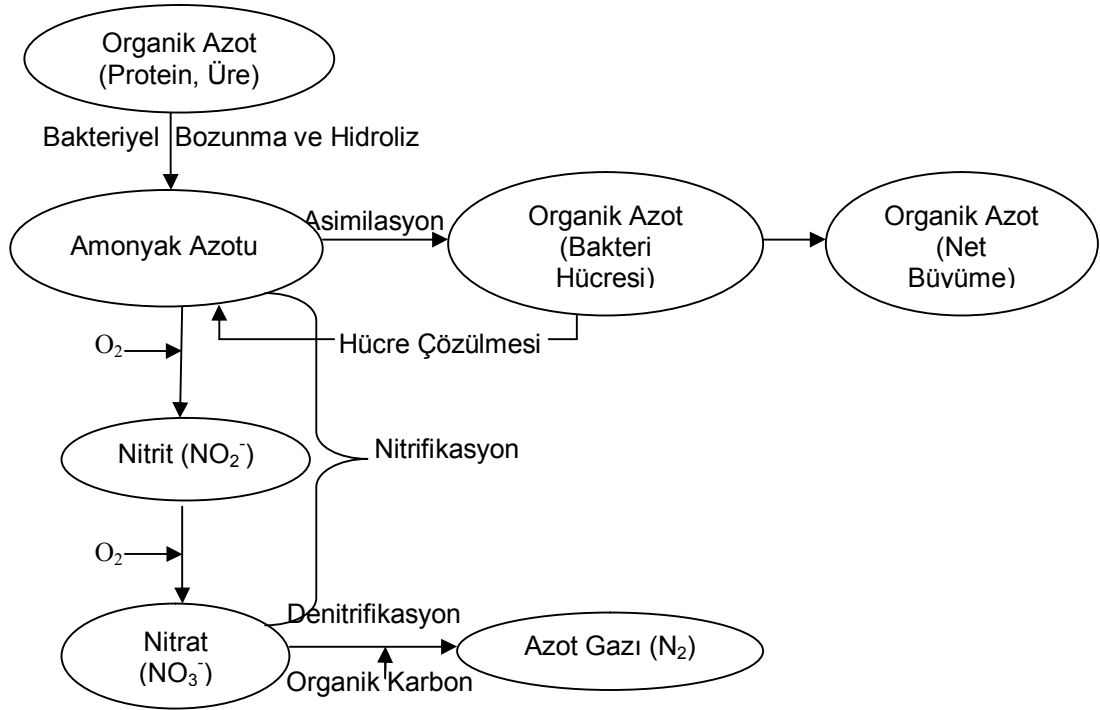 Organik Azot
(Protein, Üre)
Bakteriyel Bozunma ve Hidroliz
Amonyak Azotu
Asimilasyon
Organik Azot
(Bakteri
Hücresi)
Organik Azot
(Net
Büyüme)
O₂
Hücre Çözülmesi
Nitrit (NO₂⁻)
Nitrifikasyon
O₂
Nitrat
(NO₃⁻)
Denitrifikasyon
Organik Karbon
Azot Gazı (N₂)